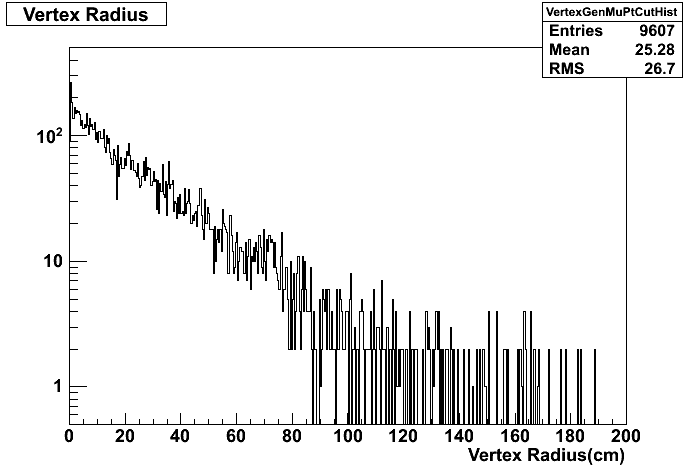 Vertex Radius
VertexGenMuPtCutHist
Entries 9607
Mean 25.28
RMS 26.7
10²
10
1
0 20 40 60 80 100 120 140 160 180 200
Vertex Radius(cm)